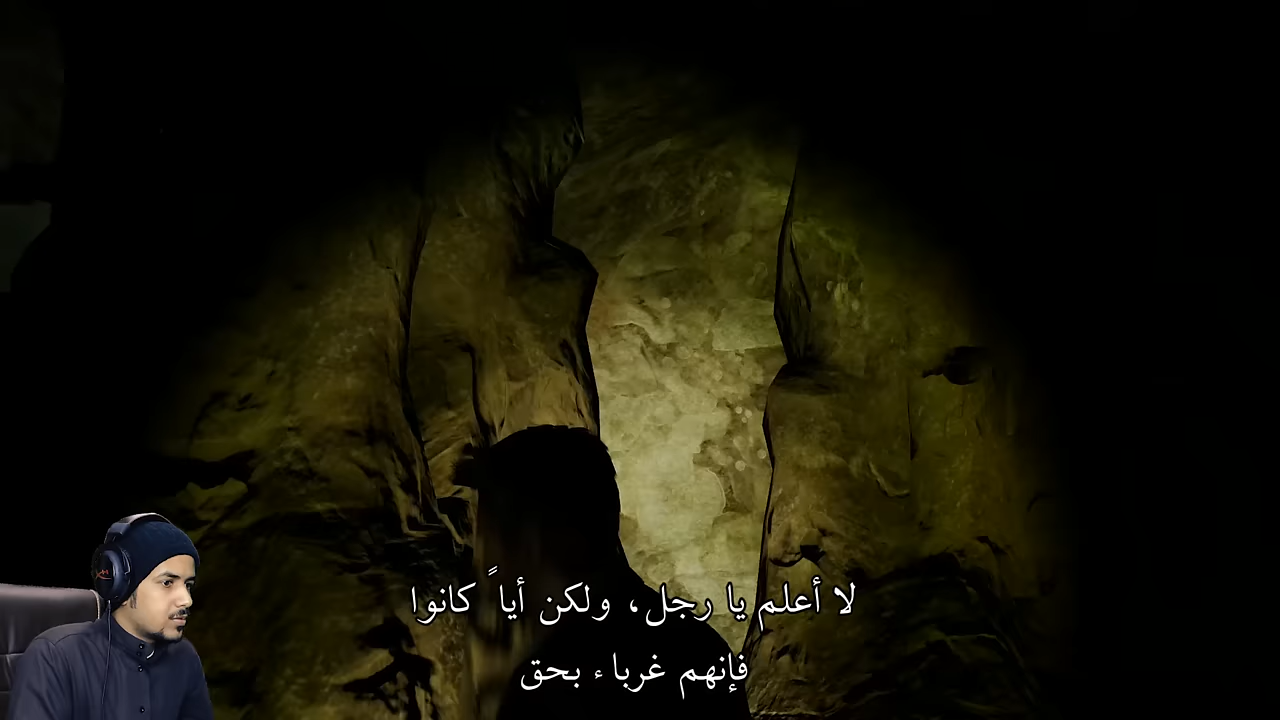 لا أعلم يا رجل، ولكن أياً كانوا
فإنهم غرباء بحق